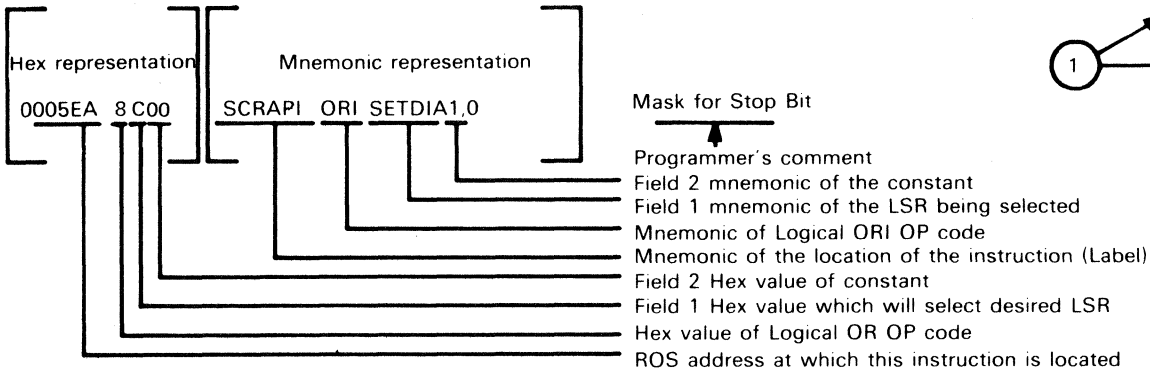 Hex representation
Mnemonic representation
1
0005EA 8 C00
SCRAPI ORI SETDIA1,0
Mask for Stop Bit
Programmer's comment
Field 2 mnemonic of the constant
Field 1 mnemonic of the LSR being selected
Mnemonic of Logical ORI OP code
Mnemonic of the location of the instruction (Label)
Field 2 Hex value of constant
Field 1 Hex value which will select desired LSR
Hex value of Logical OR OP code
ROS address at which this instruction is located